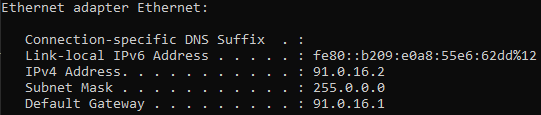 Ethernet adapter Ethernet:
Connection-specific DNS Suffix  . :
Link-local IPv6 Address . . . . . : fe80::b209:e0a8:55e6:62dd%12
IPv4 Address. . . . . . . . . . . : 91.0.16.2
Subnet Mask . . . . . . . . . . . : 255.0.0.0
Default Gateway . . . . . . . . . : 91.0.16.1